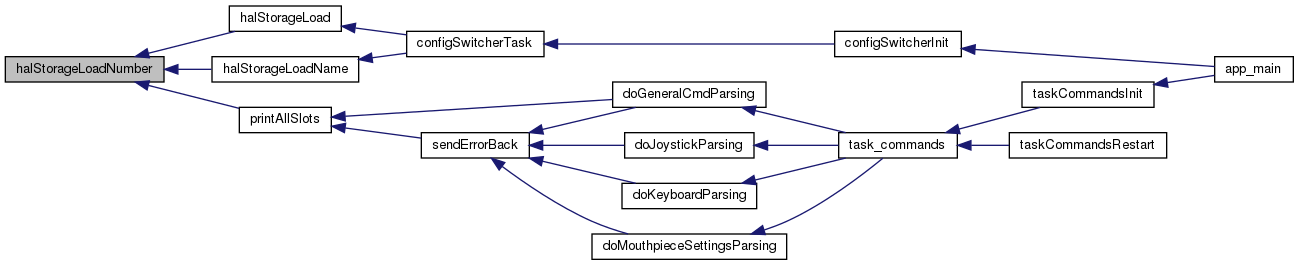 halStorageLoadNumber
halStorageLoad
halStorageLoadName
printAllSlots
configSwitcherTask
sendErrorBack
doGeneralCmdParsing
doJoystickParsing
doKeyboardParsing
doMouthpieceSettingsParsing
configSwitcherInit
task_commands
taskCommandsInit
taskCommandsRestart
app_main